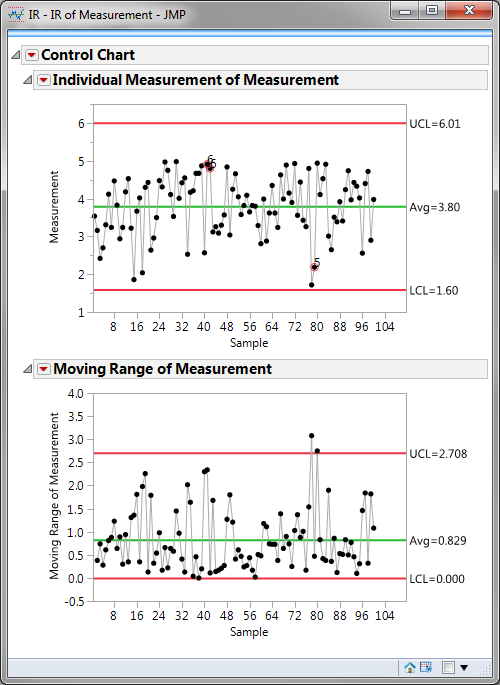 IR - IR of Measurement - JMP
Control Chart
Individual Measurement of Measurement
Measurement
6
5
4
3
2
1
6
5
5
UCL=6.01
Avg=3.80
LCL=1.60
8 16 24 32 40 48 56 64 72 80 88 96 104
Sample
Moving Range of Measurement
Moving Range of Measurement
4.0
3.5
3.0
2.5
2.0
1.5
1.0
0.5
0.0
-0.5
UCL=2.708
Avg=0.829
LCL=0.000
8 16 24 32 40 48 56 64 72 80 88 96 104
Sample